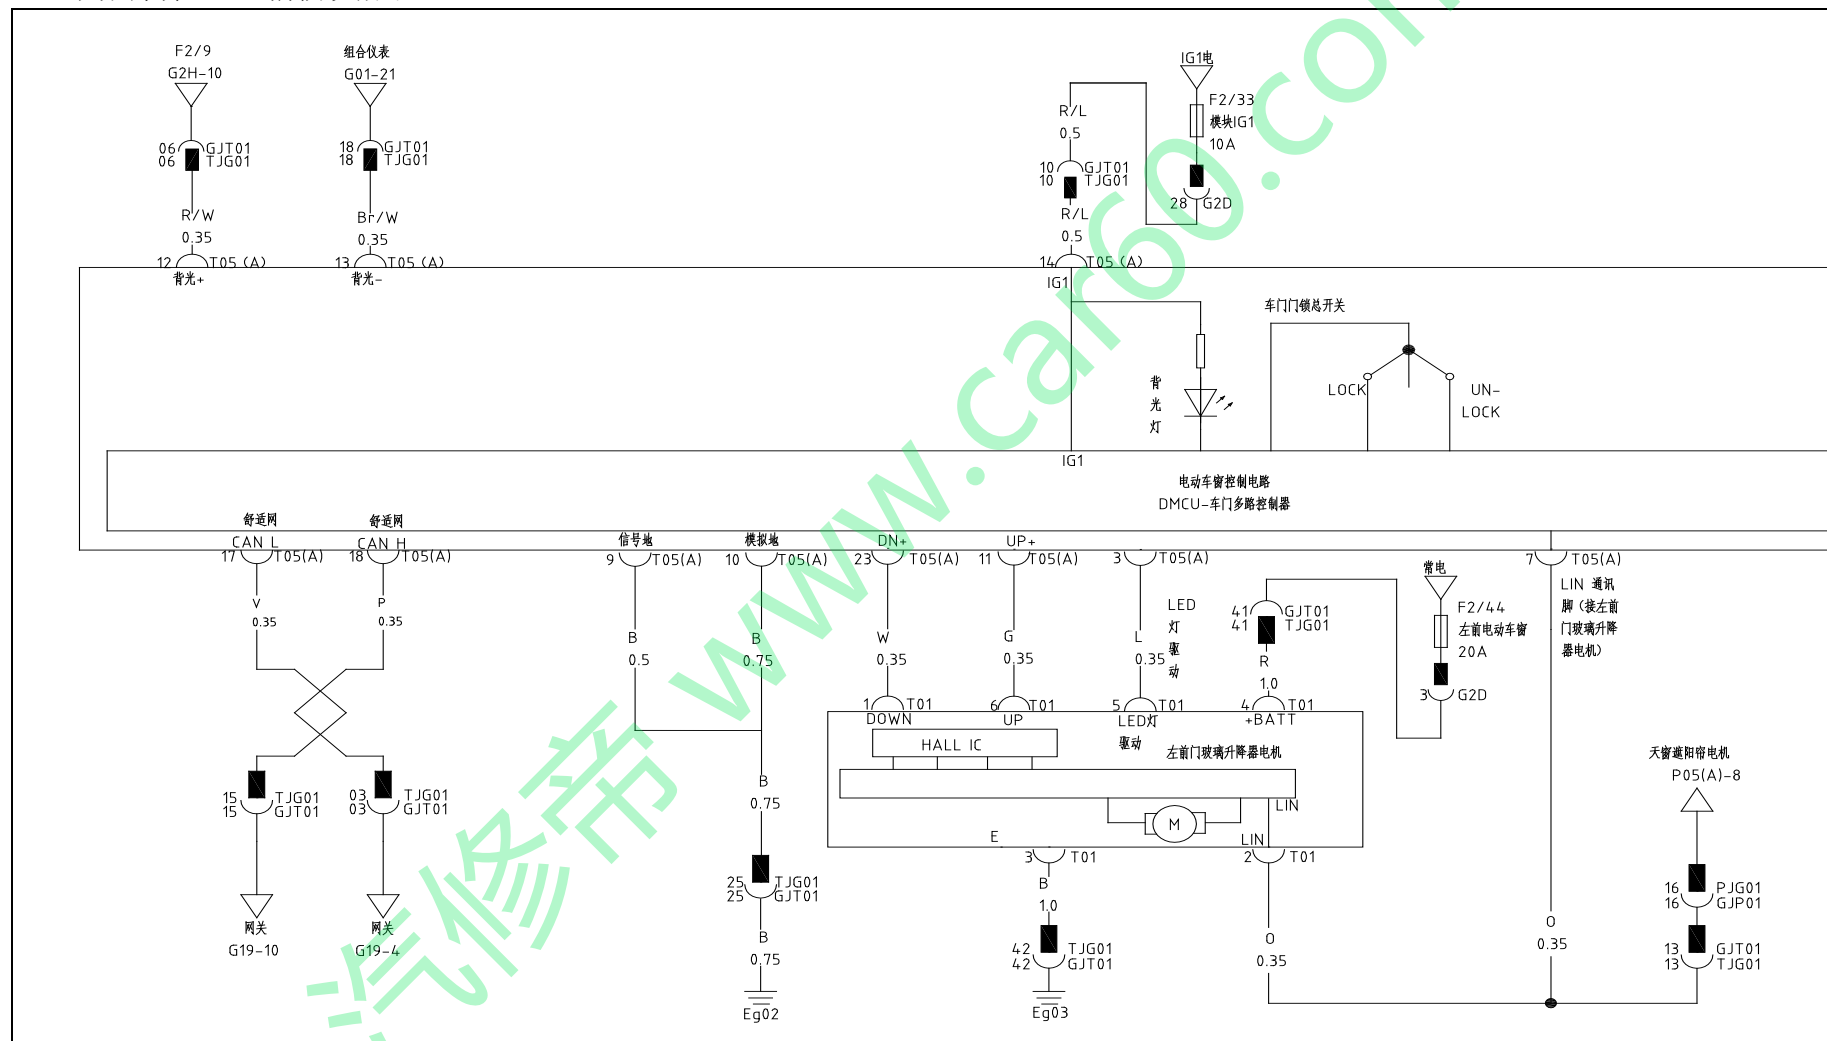 F2/9
G2H-10
组合仪表
G01-21
IG1电
F2/33
模块IG1
10A
R/L
0.5
06 GJT01
06 TJG01
18 GJT01
18 TJG01
10 GJT01
10 TJG01
28 G2D
R/W
0.35
Br/W
0.35
R/L
0.5
12 T05(A)
背光+
13 T05(A)
背光-
14 T05(A)
IG1
车门门锁总开关
背
光
灯
LOCK
UN-
LOCK
IG1
电动车窗控制电路
DMCU-车门多路控制器
舒适网
CAN L
舒适网
CAN H
信号地
模拟地
DN+
UP+
17 T05(A)
18 T05(A)
9 T05(A)
10 T05(A)
23 T05(A)
11 T05(A)
3 T05(A)
7 T05(A)
V
0.35
P
0.35
B
0.5
B
0.75
W
0.35
G
0.35
L
0.35
LED
灯
驱
动
41 GJT01
41 TJG01
R
1.0
常电
F2/44
左前电动车窗
20A
3 G2D
LIN 通讯
脚（接左前
门玻璃升降
器电机）
1 T01
DOWN
6 T01
UP
5 T01
LED灯
驱动
4 T01
+BATT
HALL IC
左前门玻璃升降器电机
M
LIN
E
LIN
3 T01
2 T01
天窗遮阳帘电机
P05(A)-8
15 TJG01
15 GJT01
03 TJG01
03 GJT01
B
0.75
25 TJG01
25 GJT01
B
0.75
Eg02
B
1.0
42 TJG01
42 GJT01
Eg03
O
0.35
O
0.35
16 PJG01
16 GJP01
13 GJT01
13 TJG01
网关
G19-10
网关
G19-4
汽修帝 www.car60.com